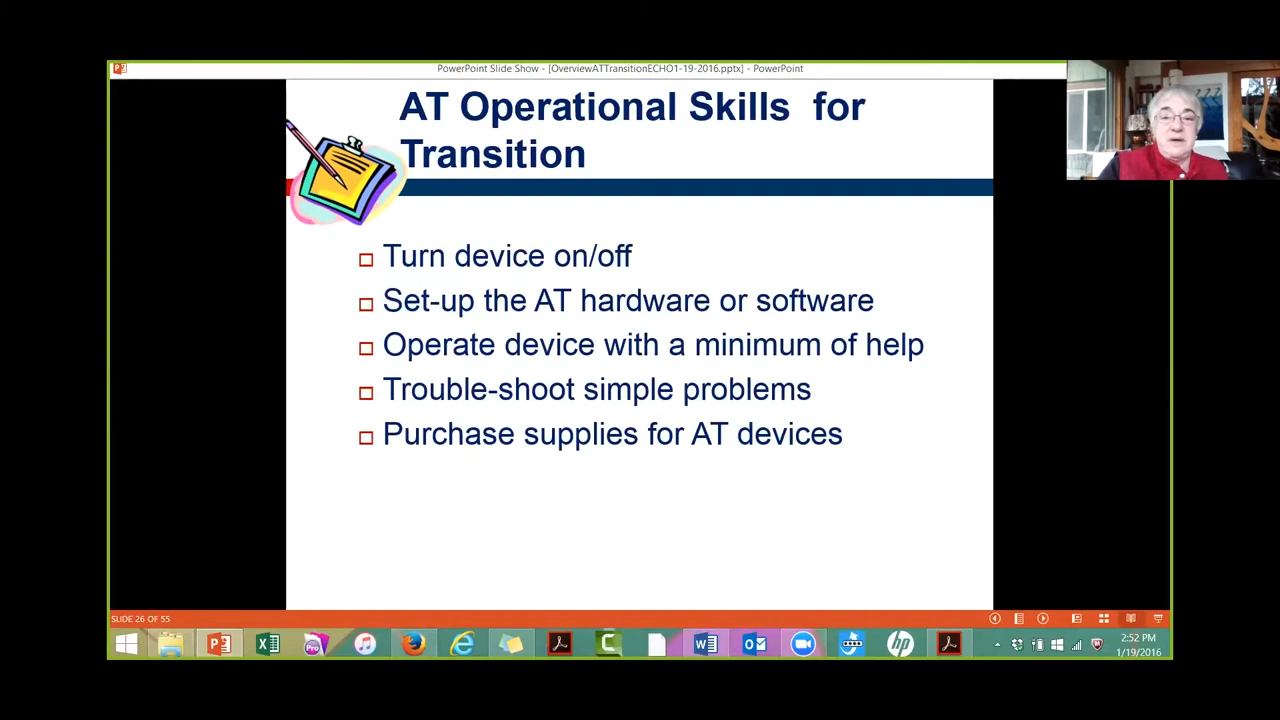 PowerPoint Slide Show - [OverviewATTransitionECHO1-19-2016.pptx] - PowerPoint
AT Operational Skills for
Transition
Turn device on/off
Set-up the AT hardware or software
Operate device with a minimum of help
Trouble-shoot simple problems
Purchase supplies for AT devices
SLIDE 26 OF 55
Pro
hp
2:52 PM
1/19/2016